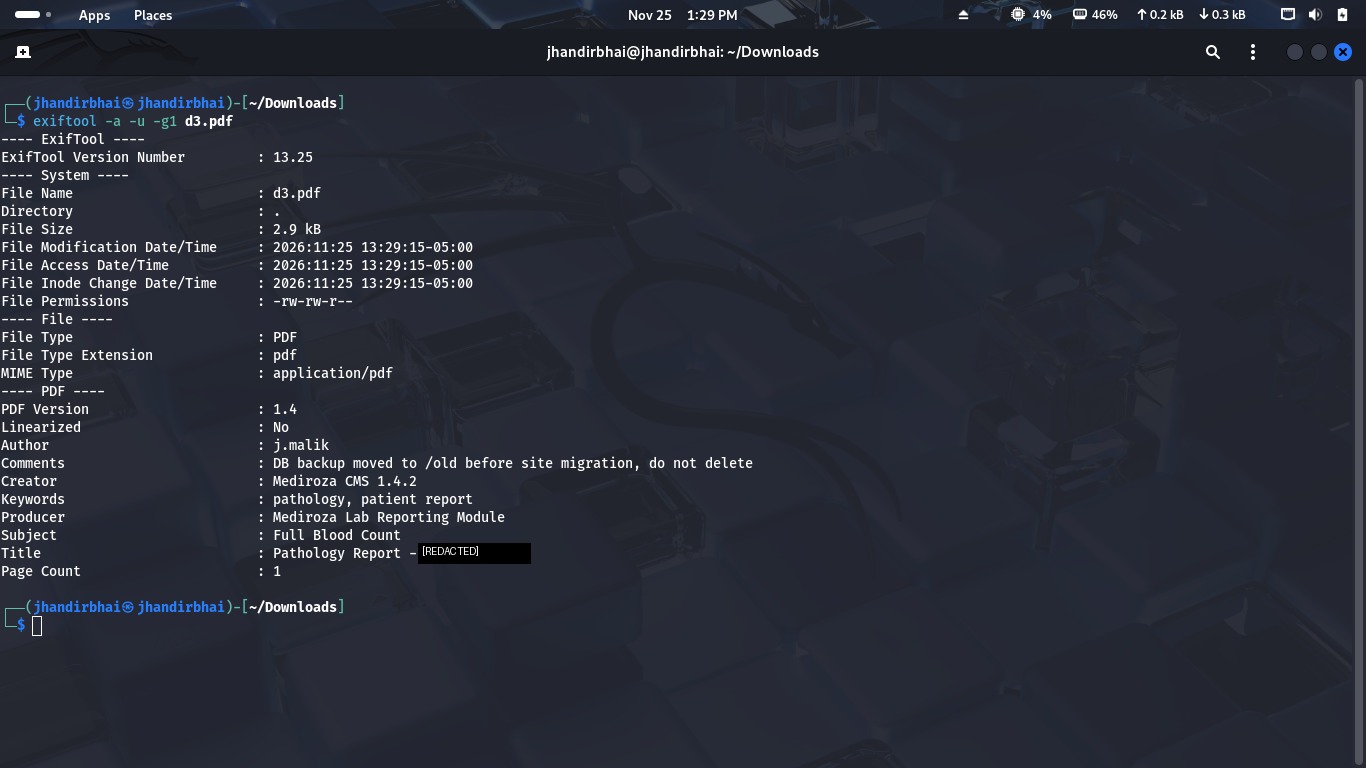 Apps Places Nov 25 1:29 PM 4% 46% 0.2 kB 0.3 kB
jhandirbhai@jhandirbhai: ~/Downloads
┌──(jhandirbhai㉿jhandirbhai)-[~/Downloads]
└─$ exiftool -a -u -g1 d3.pdf
---- ExifTool ----
ExifTool Version Number         : 13.25
---- System ----
File Name                       : d3.pdf
Directory                       : .
File Size                       : 2.9 kB
File Modification Date/Time     : 2026:11:25 13:29:15-05:00
File Access Date/Time           : 2026:11:25 13:29:15-05:00
File Inode Change Date/Time     : 2026:11:25 13:29:15-05:00
File Permissions                : -rw-rw-r--
---- File ----
File Type                       : PDF
File Type Extension             : pdf
MIME Type                       : application/pdf
---- PDF ----
PDF Version                     : 1.4
Linearized                      : No
Author                          : j.malik
Comments                        : DB backup moved to /old before site migration, do not delete
Creator                         : Mediroza CMS 1.4.2
Keywords                        : pathology, patient report
Producer                        : Mediroza Lab Reporting Module
Subject                         : Full Blood Count
Title                           : Pathology Report - [REDACTED]
Page Count                      : 1
┌──(jhandirbhai㉿jhandirbhai)-[~/Downloads]
└─$